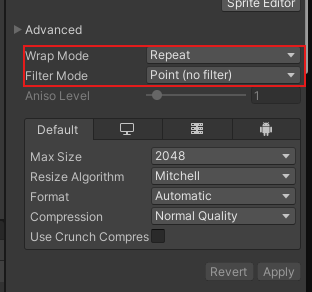 Sprite Editor
Advanced
Wrap Mode Repeat
Filter Mode Point (no filter)
Aniso Level 1
Default
Max Size 2048
Resize Algorithm Mitchell
Format Automatic
Compression Normal Quality
Use Crunch Compres
Revert Apply